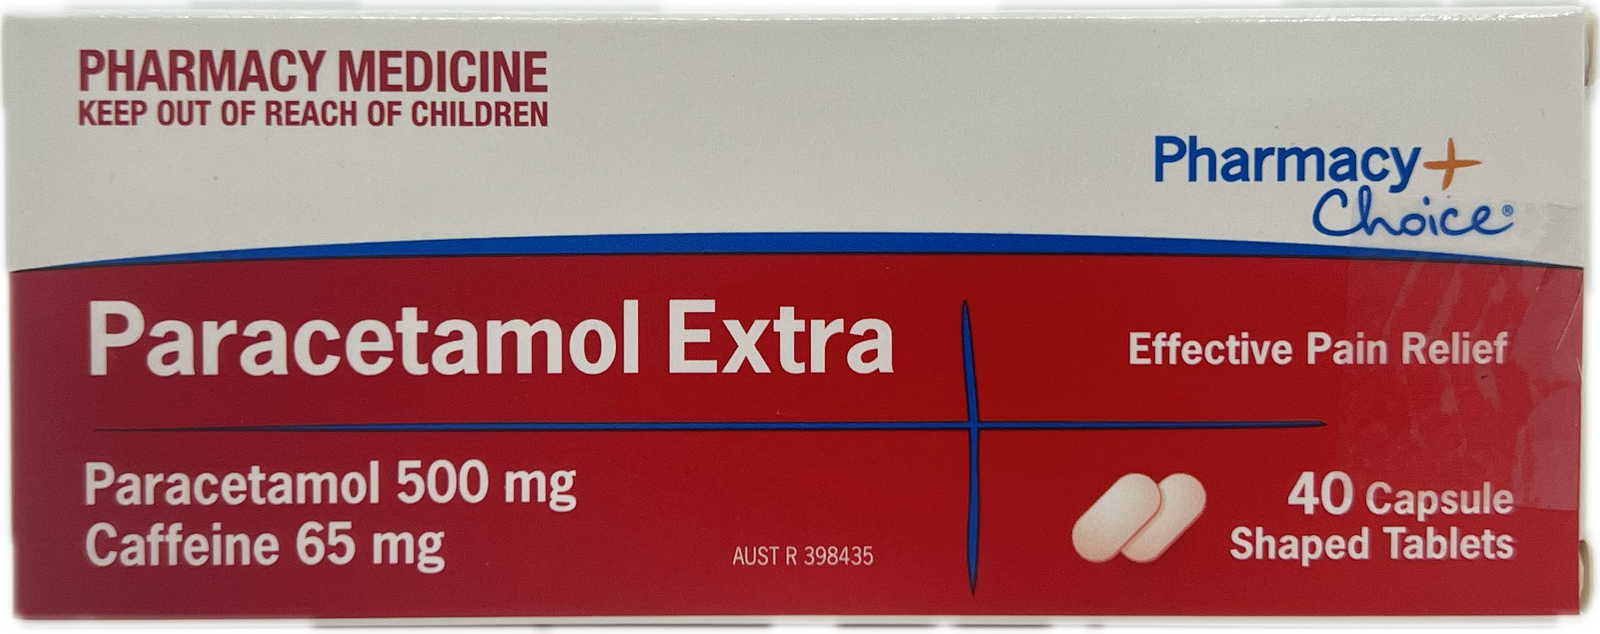 PHARMACY MEDICINE
KEEP OUT OF REACH OF CHILDREN
Pharmacy+
Choice®
Paracetamol Extra
Effective Pain Relief
Paracetamol 500 mg
Caffeine 65 mg
AUST R 398435
40 Capsule
Shaped Tablets